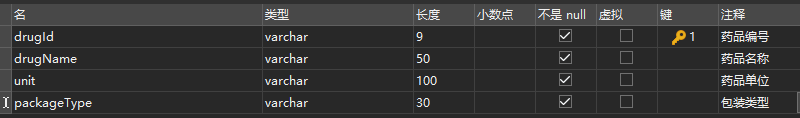 名 类型 长度 小数点 不是 null 虚拟 键 注释
drugId varchar 9 1 药品编号
drugName varchar 50 药品名称
unit varchar 100 药品单位
packageType varchar 30 包装类型